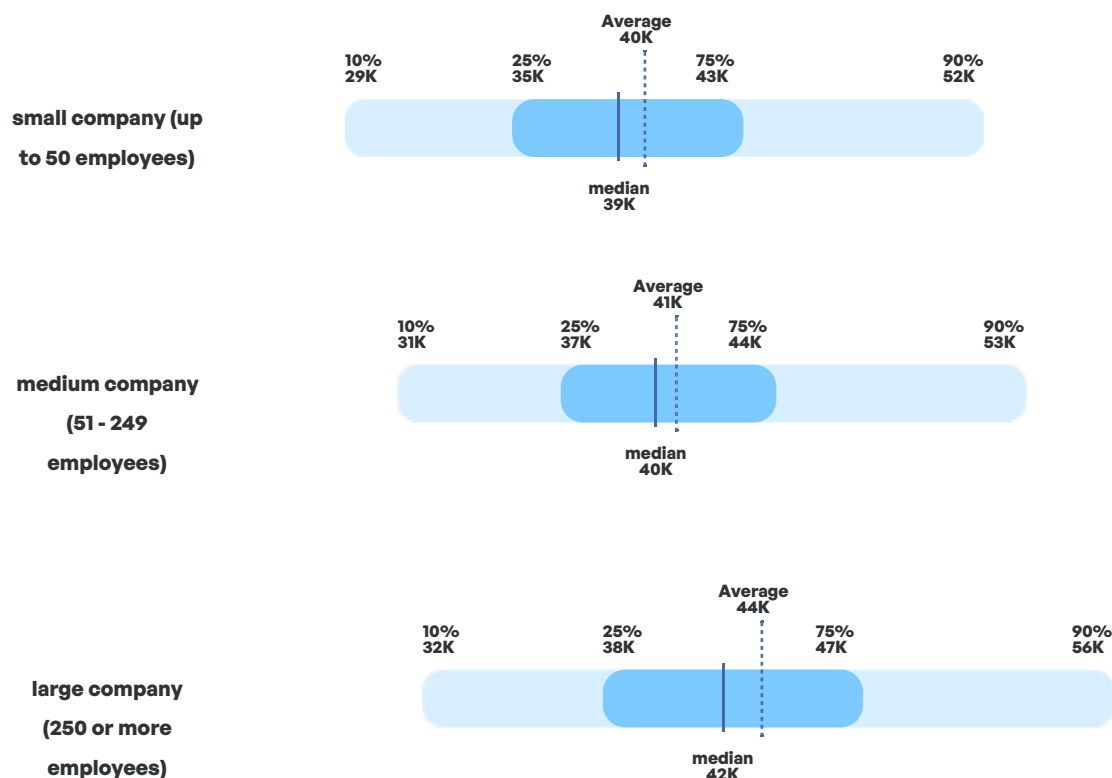 Average
40K
10%
29K
25%
35K
75%
43K
90%
52K
small company (up
to 50 employees)
median
39K
Average
41K
10%
31K
25%
37K
75%
44K
90%
53K
medium company
(51 - 249
employees)
median
40K
Average
44K
10%
32K
25%
38K
75%
47K
90%
56K
large company
(250 or more
employees)
median
42K